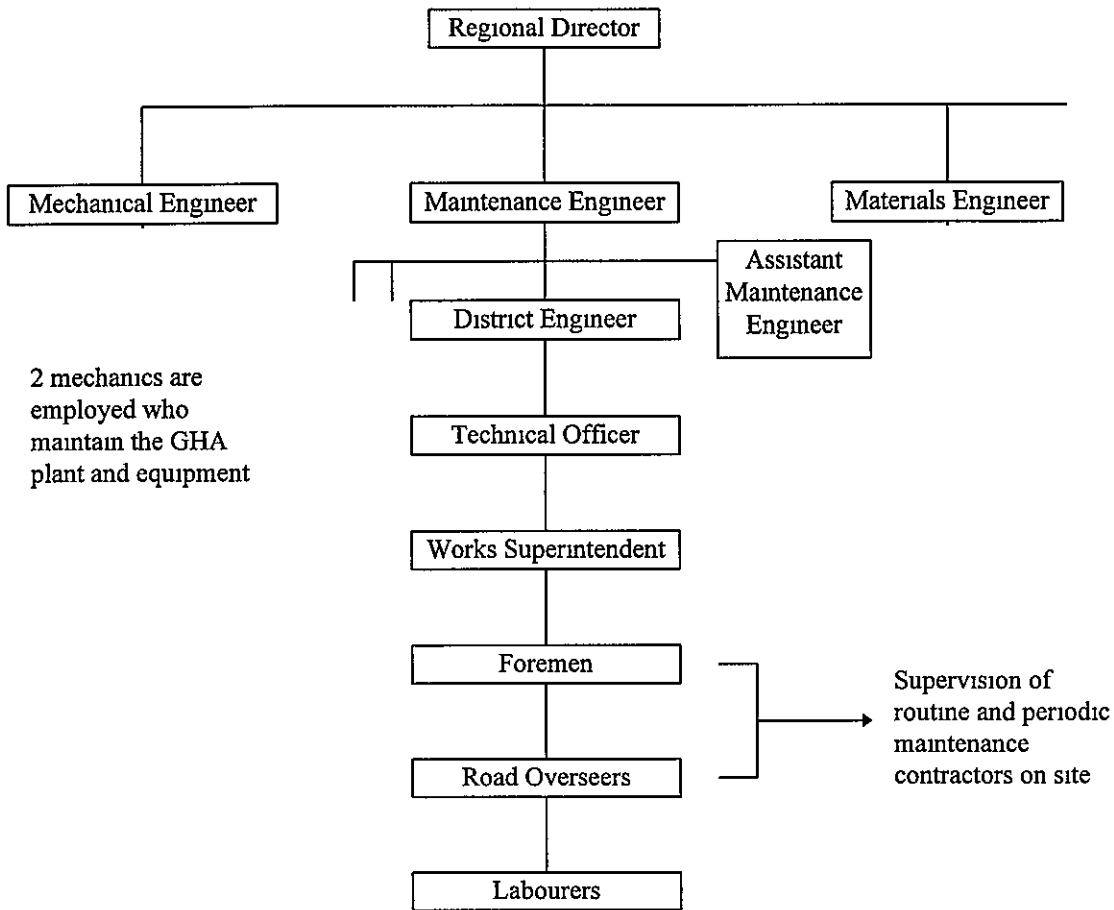 Regional Director
Mechanical Engineer
Maintenance Engineer
Materials Engineer
Assistant
Maintenance
Engineer
District Engineer
2 mechanics are
employed who
maintain the GHA
plant and equipment
Technical Officer
Works Superintendent
Foremen
Supervision of
routine and periodic
maintenance
contractors on site
Road Overseers
Labourers